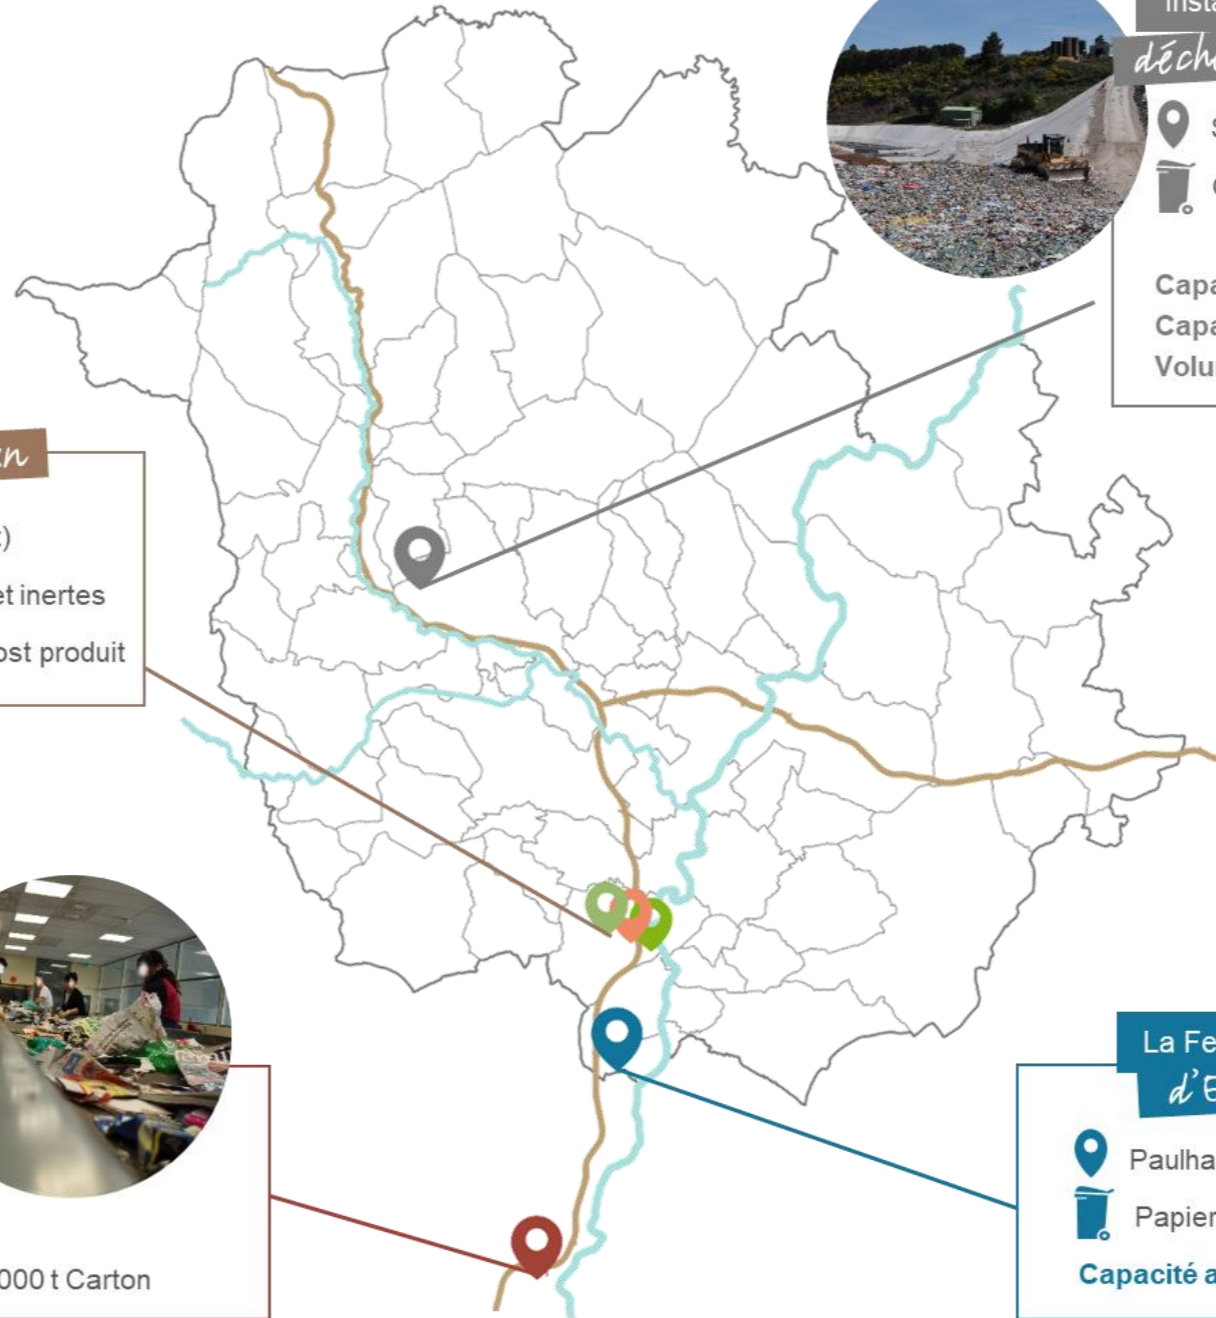 déch
Capa
Capa
Volu
et inertes
ost produit
000 t Carton
La Fe
d'E
Paulha
Papier
Capacité a